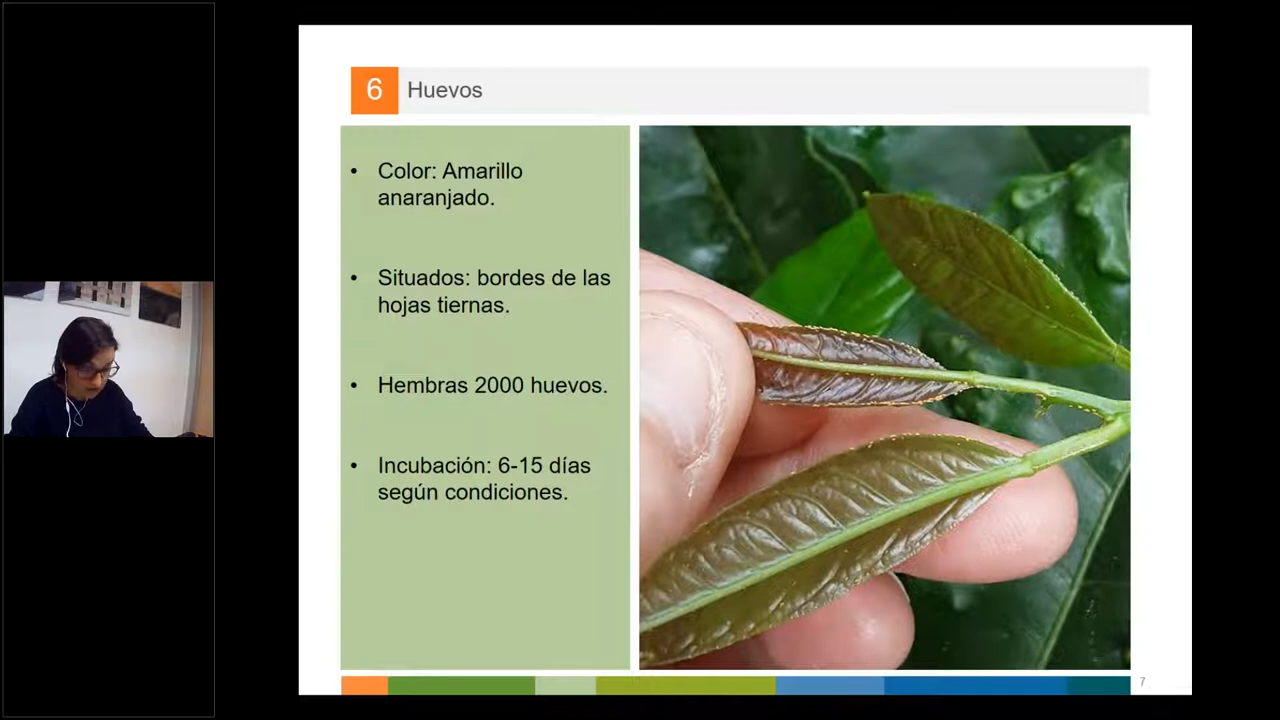 6 Huevos
• Color: Amarillo
anaranjado.
• Situados: bordes de las
hojas tiernas.
• Hembras 2000 huevos.
• Incubación: 6-15 días
según condiciones.
7